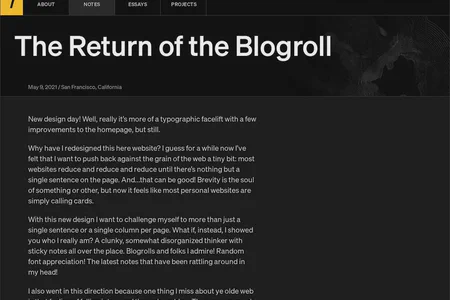 /
ABOUT
NOTES
ESSAYS
PROJECTS
The Return of the Blogroll
May 9, 2021 / San Francisco, California
New design day! Well, really it's more of a typographic facelift with a few
improvements to the homepage, but still.
Why have I redesigned this here website? I guess for a while now I've
felt that I want to push back against the grain of the web a tiny bit: most
websites reduce and reduce and reduce until there's nothing but a
single sentence on the page. And...that can be good! Brevity is the soul
of something or other, but now it feels like most personal websites are
simply calling cards.
With this new design I want to challenge myself to more than just a
single sentence or a single column per page. What if, instead, I showed
you who I really am? A clunky, somewhat disorganized thinker with
sticky notes all over the place. Blogrolls and folks I admire! Random
font appreciation! The latest notes that have been rattling around in
my head!
I also went in this direction because one thing I miss about ye olde web